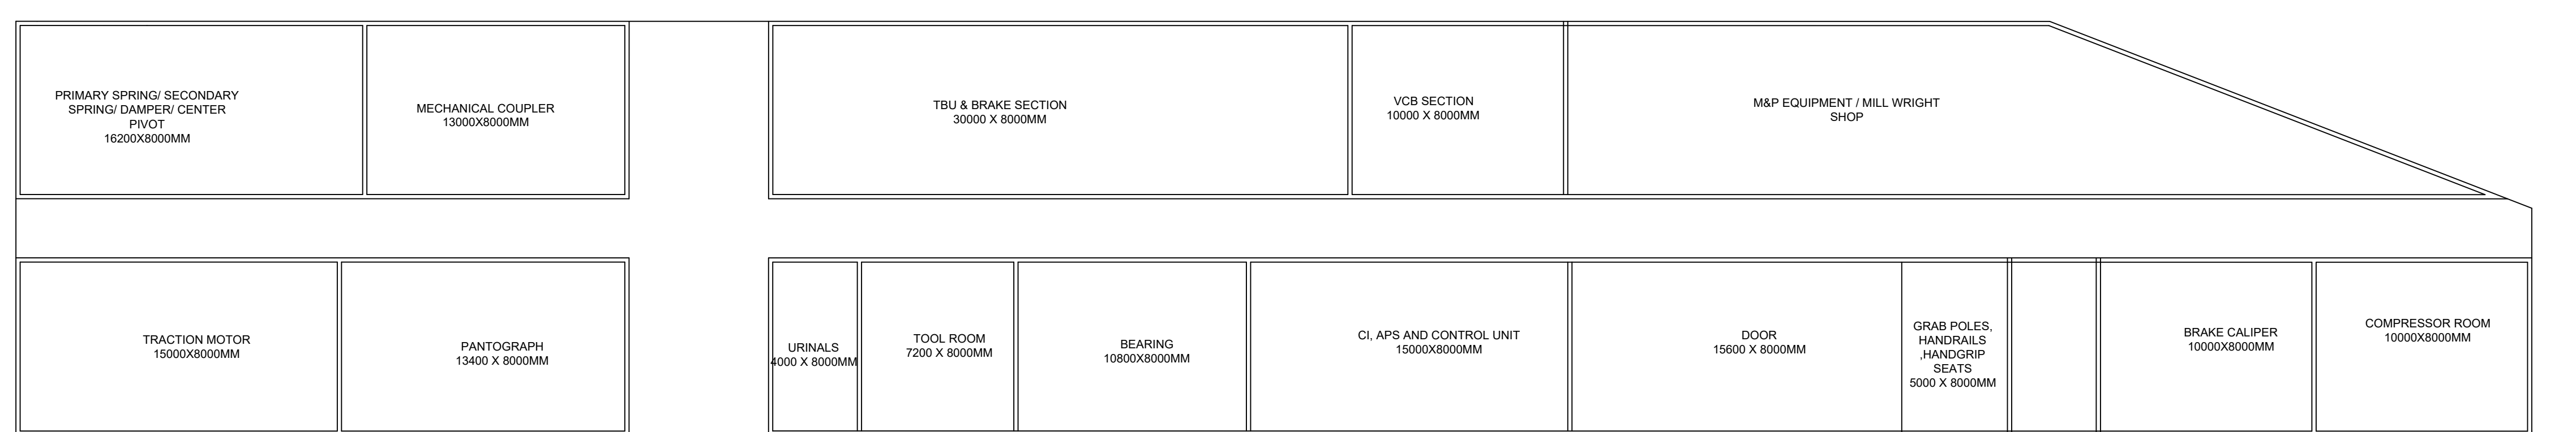 PRIMARY SPRING/ SECONDARY
SPRING/ DAMPER/ CENTER
PIVOT
16200X8000MM
MECHANICAL COUPLER
13000X8000MM
TBU & BRAKE SECTION
30000 X 8000MM
VCB SECTION
10000 X 8000MM
M&P EQUIPMENT / MILL WRIGHT
SHOP
TRACTION MOTOR
15000X8000MM
PANTOGRAPH
13400 X 8000MM
URINALS
4000 X 8000MM
TOOL ROOM
7200 X 8000MM
BEARING
10800X8000MM
CI, APS AND CONTROL UNIT
15000X8000MM
DOOR
15600 X 8000MM
GRAB POLES,
HANDRAILS
,HANDGRIP
SEATS
5000 X 8000MM
BRAKE CALIPER
10000X8000MM
COMPRESSOR ROOM
10000X8000MM